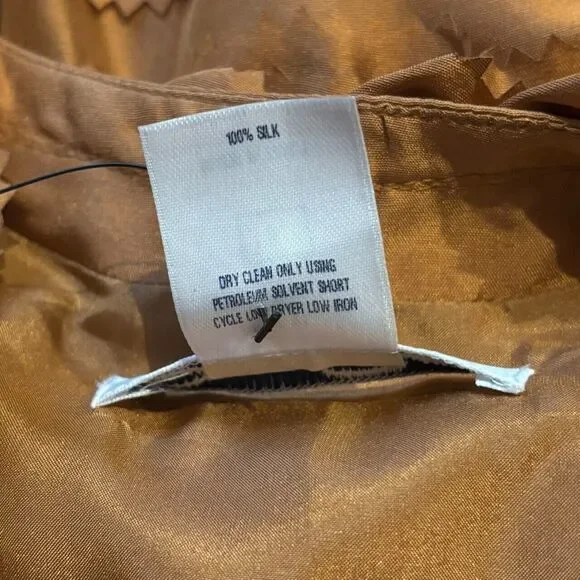 100% SILK
DRY CLEAN ONLY USING
PETROLEUM SOLVENT SHORT
CYCLE LOW DRYER LOW IRON